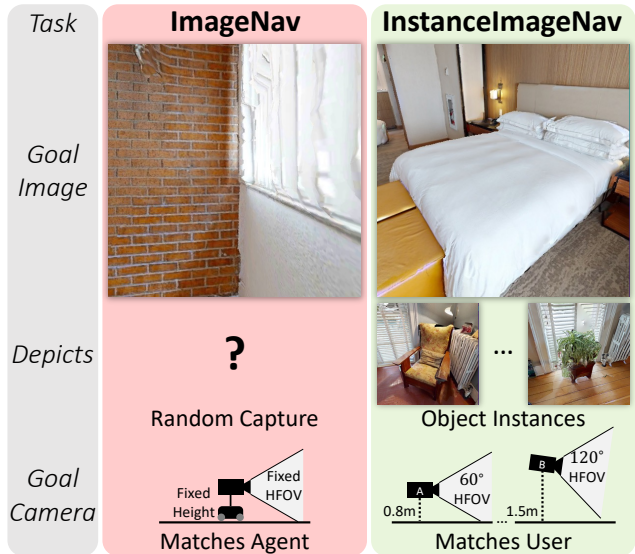 Task
ImageNav
InstanceImageNav
Goal
Image
Depicts
?
...
Random Capture
Object Instances
Goal
Camera
Fixed
Height
Fixed
HFOV
A
60°
HFOV
0.8m
...
B
120°
HFOV
1.5m
Matches Agent
Matches User